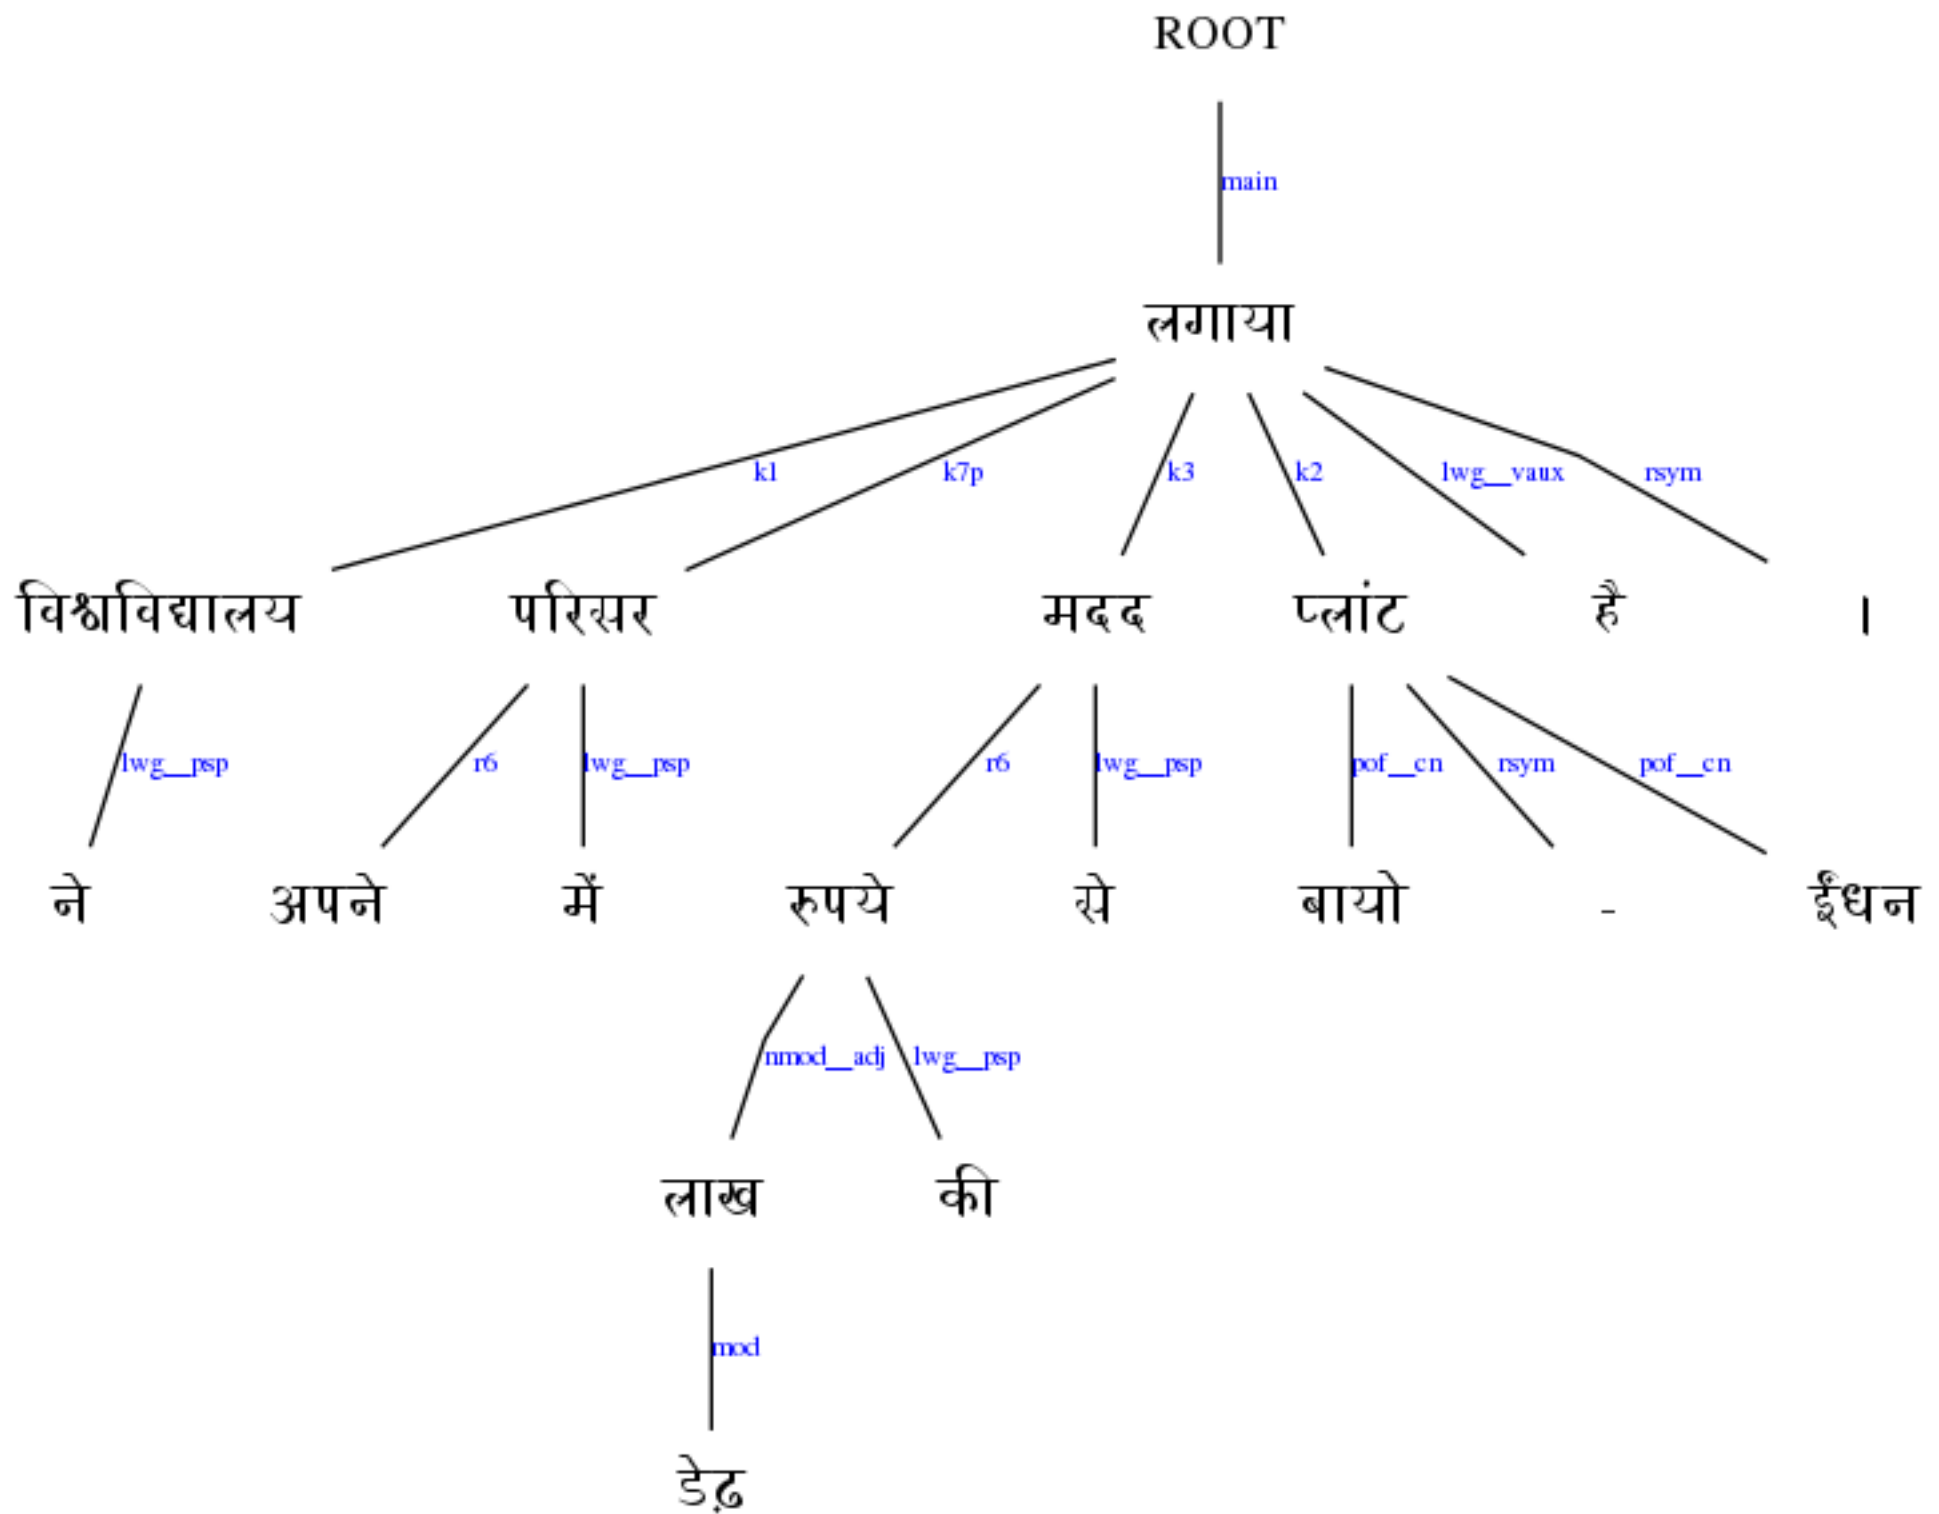 ROOT
main
लगाया
k1 k7p k3 k2 lwg__vaux rsym
विश्वविद्यालय परिसर मदद प्लांट है ।
lwg__psp r6 lwg__psp r6 lwg__psp pof__cn rsym pof__cn
ने अपने में रुपये से बायो - ईंधन
nmod__adj lwg__psp
लाख की
mod
डेढ़